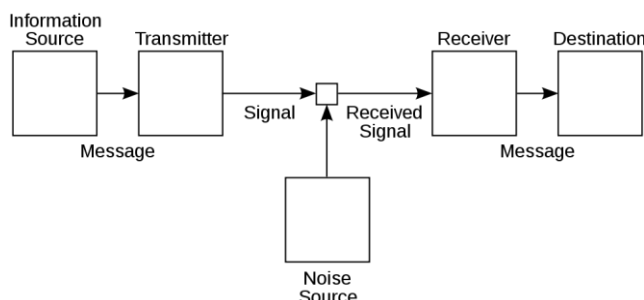 Information
Source
Transmitter
Receiver
Destination
Signal
Received
Signal
Message
Message
Noise
Source